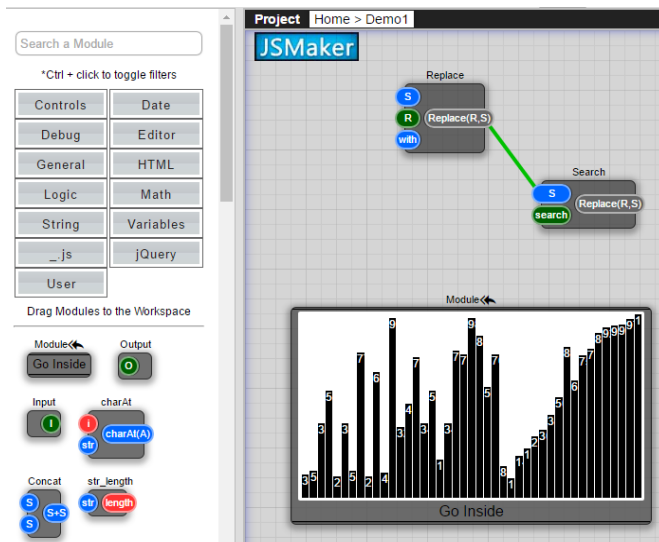 Search a Module
*Ctrl + click to toggle filters
Controls Date
Debug Editor
General HTML
Logic Math
String Variables
_.js jQuery
User
Drag Modules to the Workspace
Module Output
Go Inside O
Input charAt
I i
str charAt(A)
Concat str_length
S S+S str length
S
Project Home > Demo1
JSMaker
Replace
S
R Replace(R,S)
with
Search
S Replace(R,S)
search
Module
Go Inside